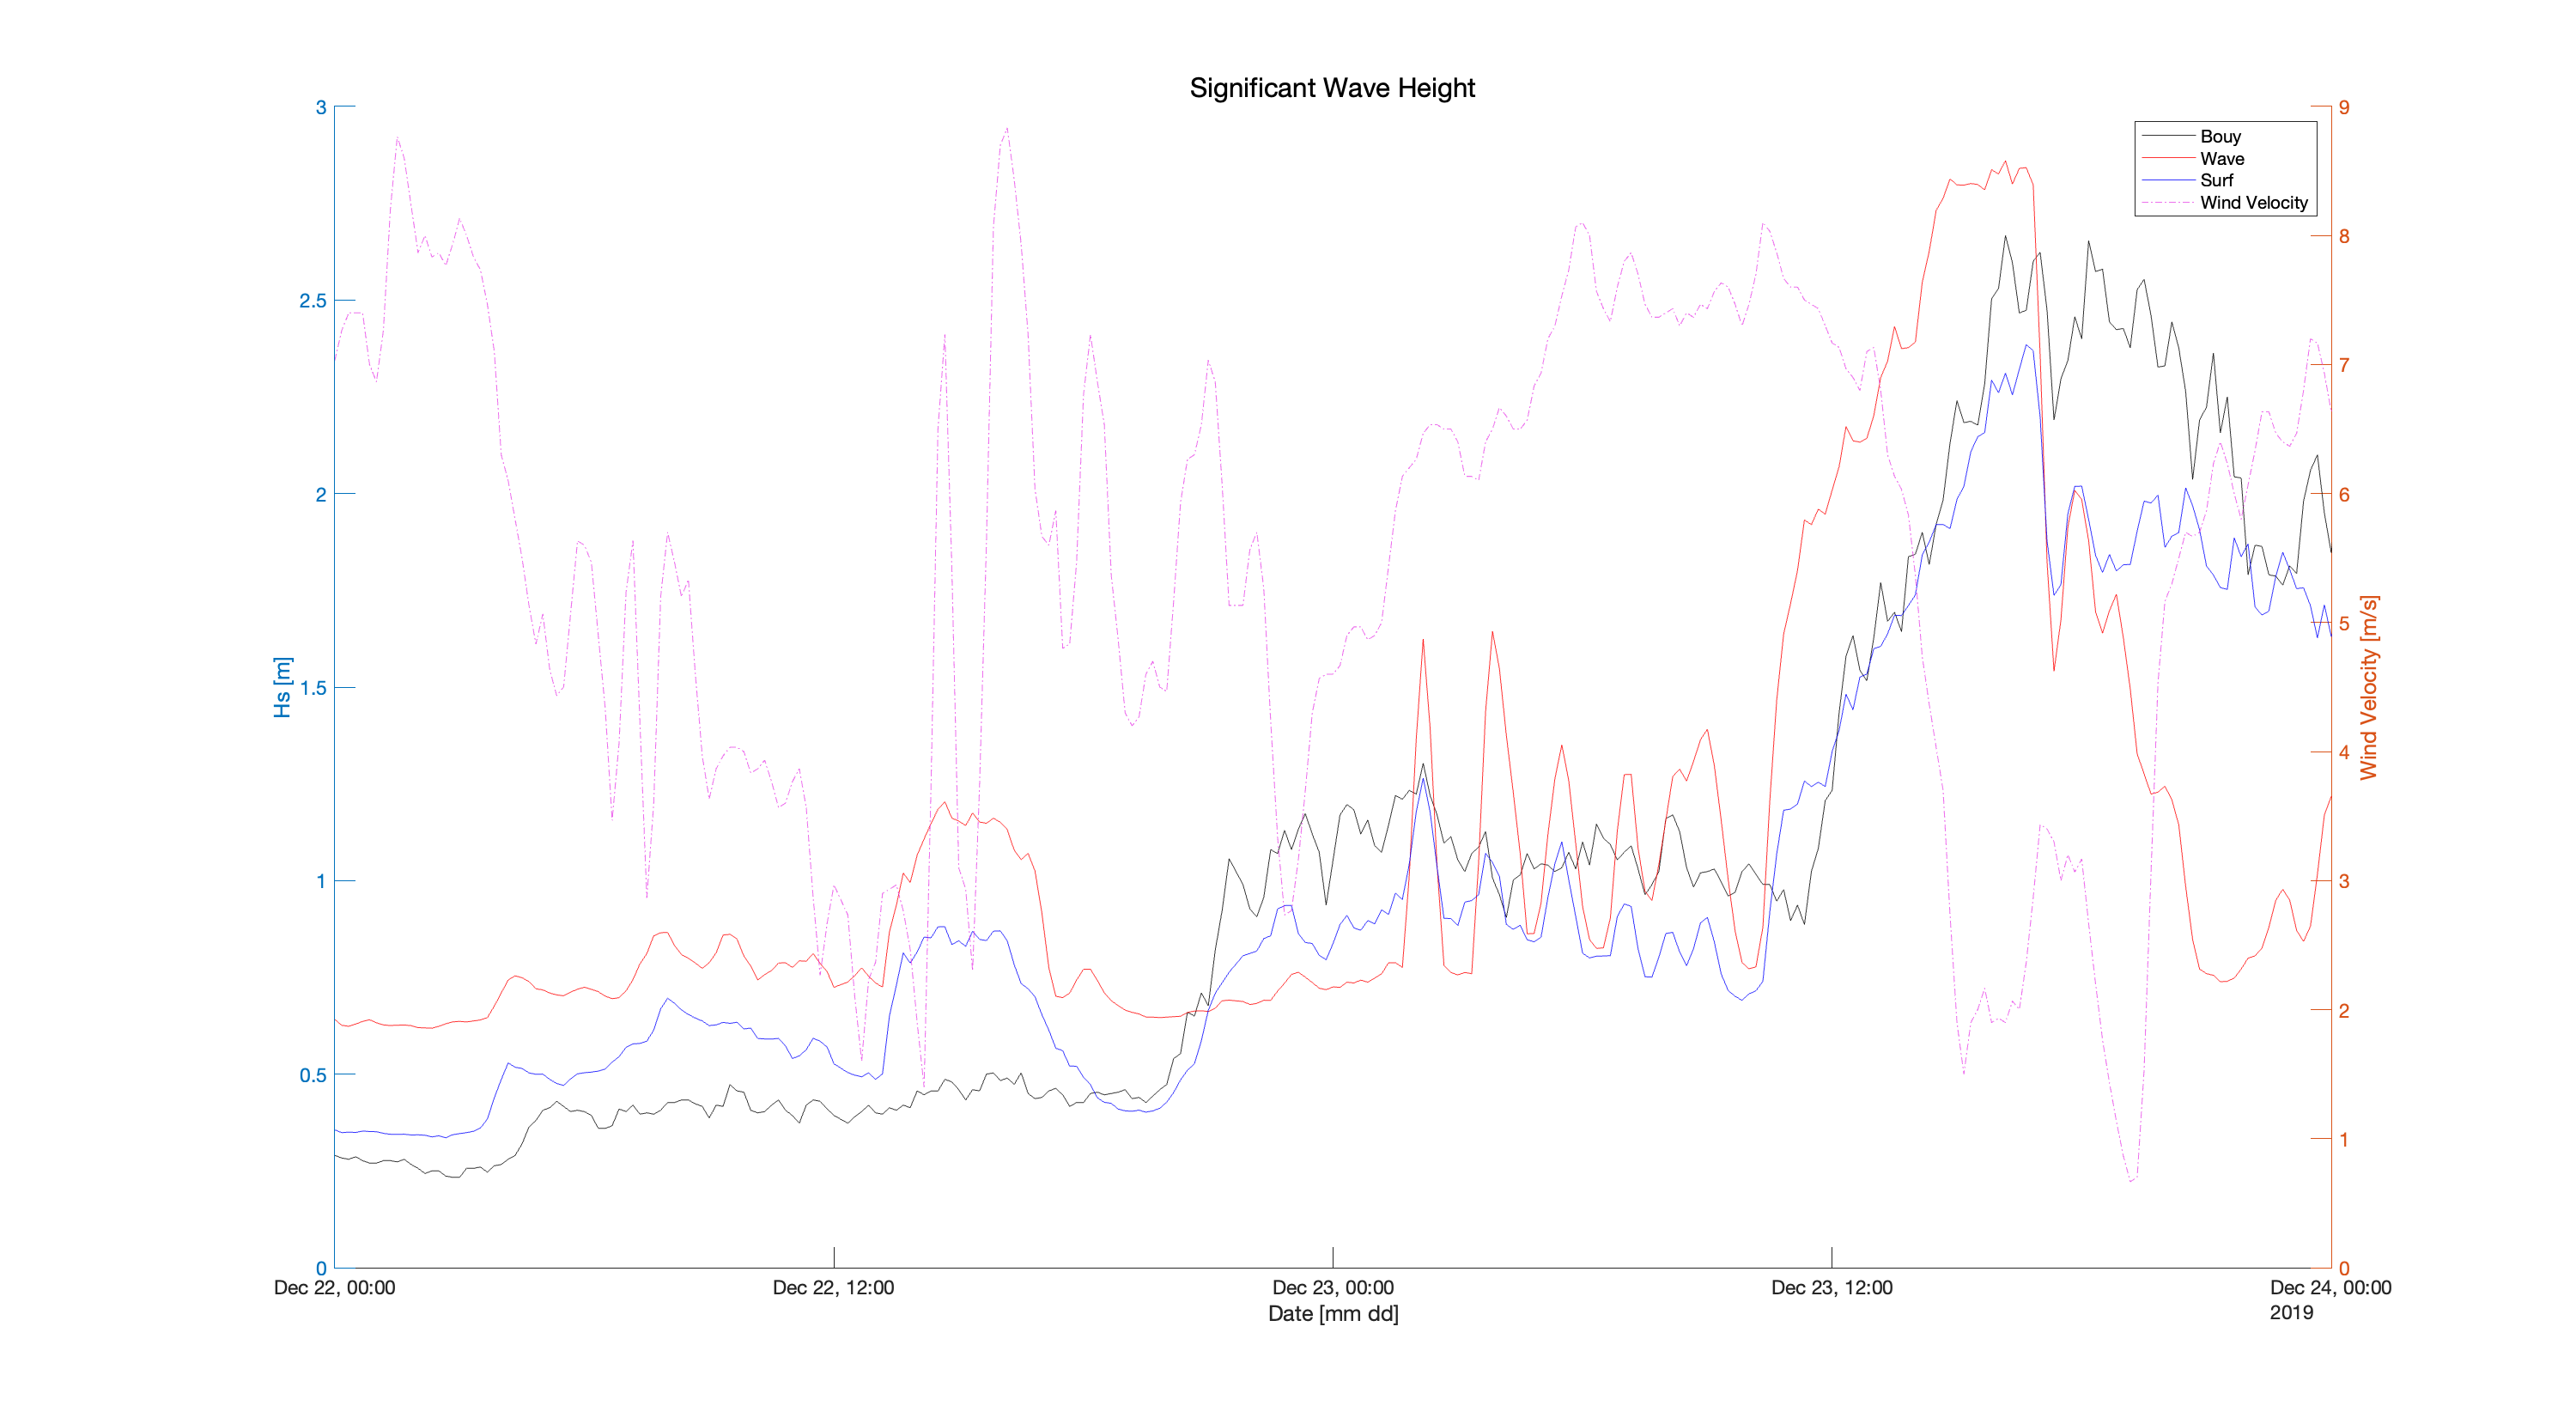 Significant Wave Height
3
2.5
2
1.5
1
0.5
0
Hs [m]
9
8
7
6
5
4
3
2
1
0
Wind Velocity [m/s]
Bouy
Wave
Surf
Wind Velocity
Dec 22, 00:00
Dec 22, 12:00
Dec 23, 00:00
Dec 23, 12:00
Dec 24, 00:00
2019
Date [mm dd]